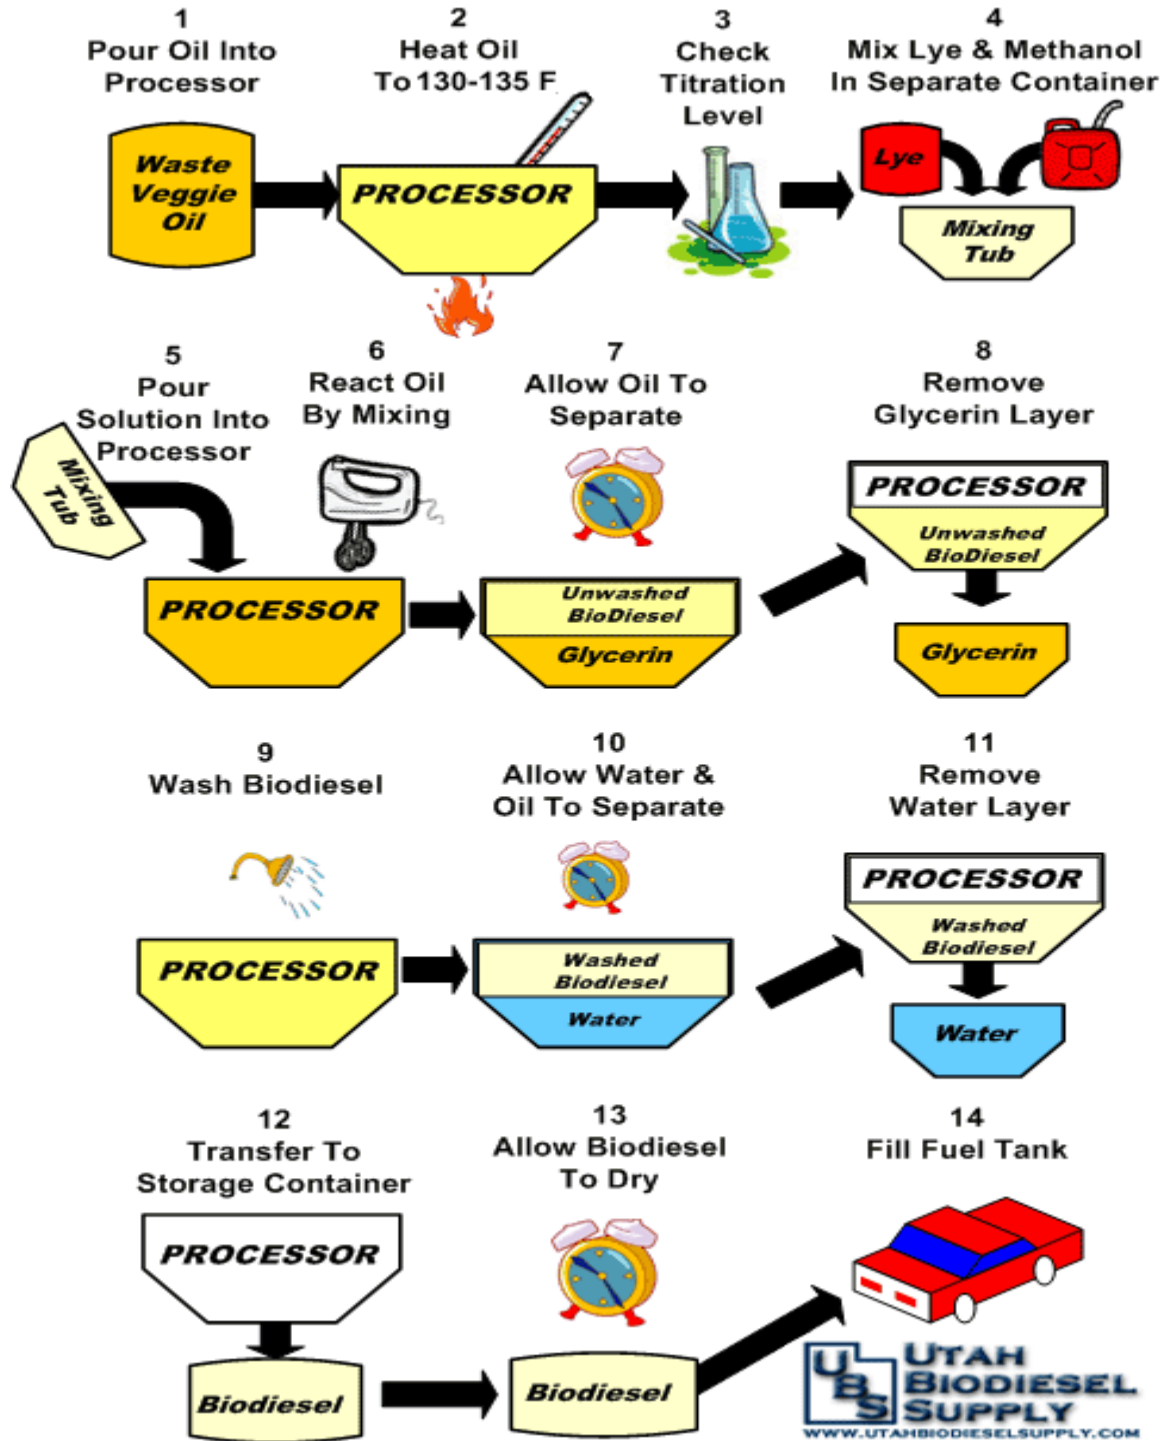 1
Pour Oil Into
Processor
2
Heat Oil
To 130-135 F
3
Check
Titration
Level
4
Mix Lye & Methanol
In Separate Container
Waste
Veggie
Oil
PROCESSOR
Lye
Mixing
Tub
5
Pour
Solution Into
Processor
6
React Oil
By Mixing
7
Allow Oil To
Separate
8
Remove
Glycerin Layer
Mixing
Tub
PROCESSOR
Unwashed
BioDiesel
Glycerin
PROCESSOR
Unwashed
BioDiesel
Glycerin
9
Wash Biodiesel
10
Allow Water &
Oil To Separate
11
Remove
Water Layer
PROCESSOR
Washed
Biodiesel
Water
PROCESSOR
Washed
Biodiesel
Water
12
Transfer To
Storage Container
13
Allow Biodiesel
To Dry
14
Fill Fuel Tank
PROCESSOR
Biodiesel
Biodiesel
UBS
UTAH
BIODIESEL
SUPPLY
WWW.UTAHBIODIESELSUPPLY.COM